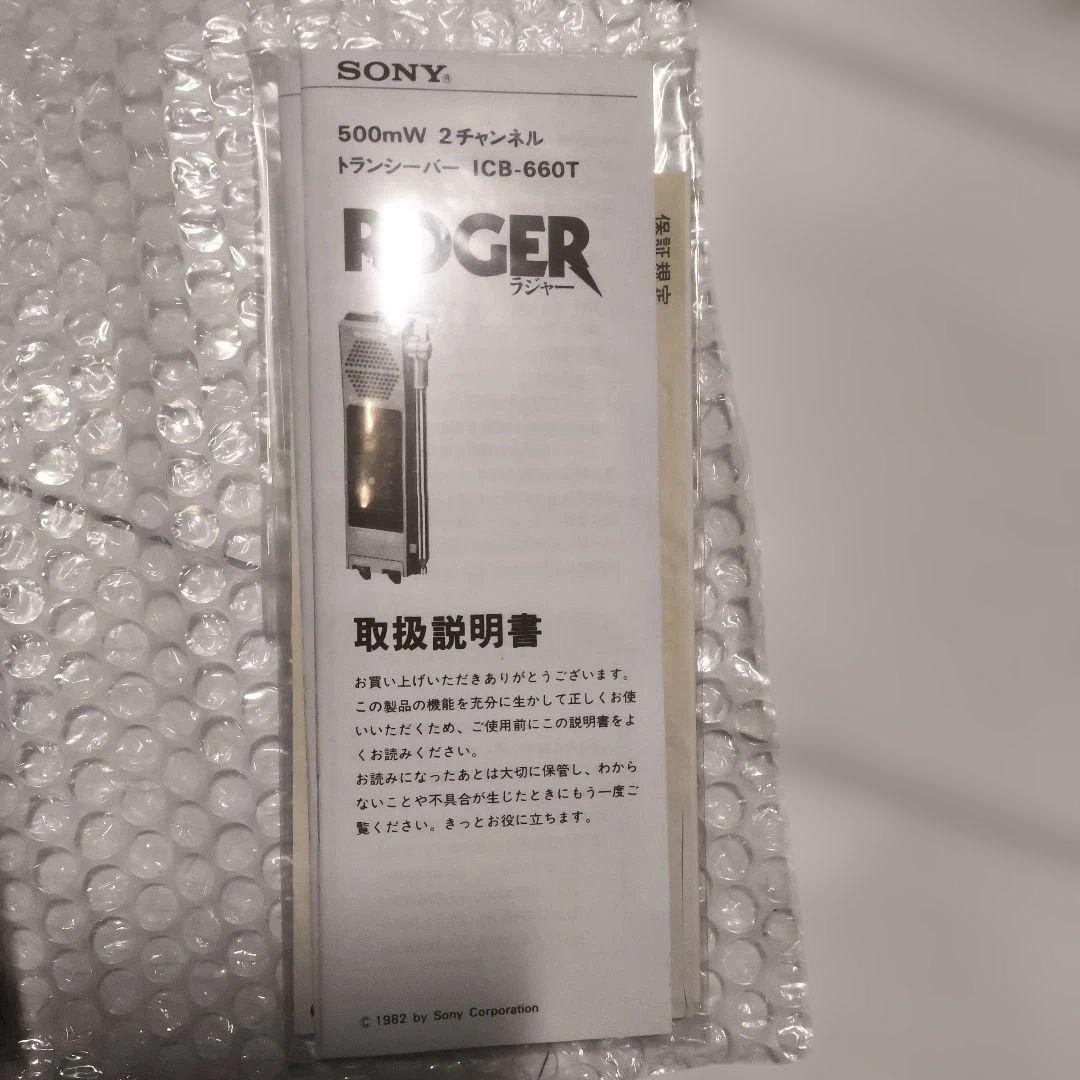 SONY®
500mW 2チャンネル
トランシーバー ICB-660T
ROGER
ラジャー
保証規定
取扱説明書
お買い上げいただきありがとうございます。
この製品の機能を充分に生かして正しくお使
いいただくため、ご使用前にこの説明書をよ
くお読みください。
お読みになったあとは大切に保管し、わから
ないことや不具合が生じたときにもう一度ご
覧ください。きっとお役に立ちます。
© 1982 by Sony Corporation